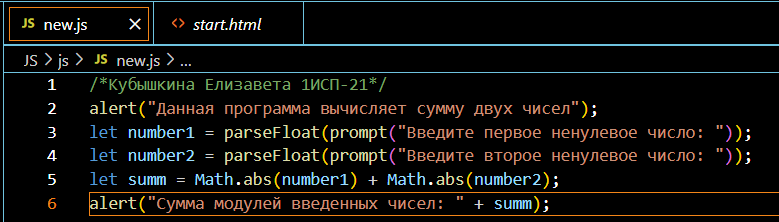 JS new.js × <> start.html
JS > js > JS new.js > ...
1 /*Кубышкина Елизавета 1ИСП-21*/
2 alert("Данная программа вычисляет сумму двух чисел");
3 let number1 = parseFloat(prompt("Введите первое ненулевое число: "));
4 let number2 = parseFloat(prompt("Введите второе ненулевое число: "));
5 let summ = Math.abs(number1) + Math.abs(number2);
6 alert("Сумма модулей введенных чисел: " + summ);